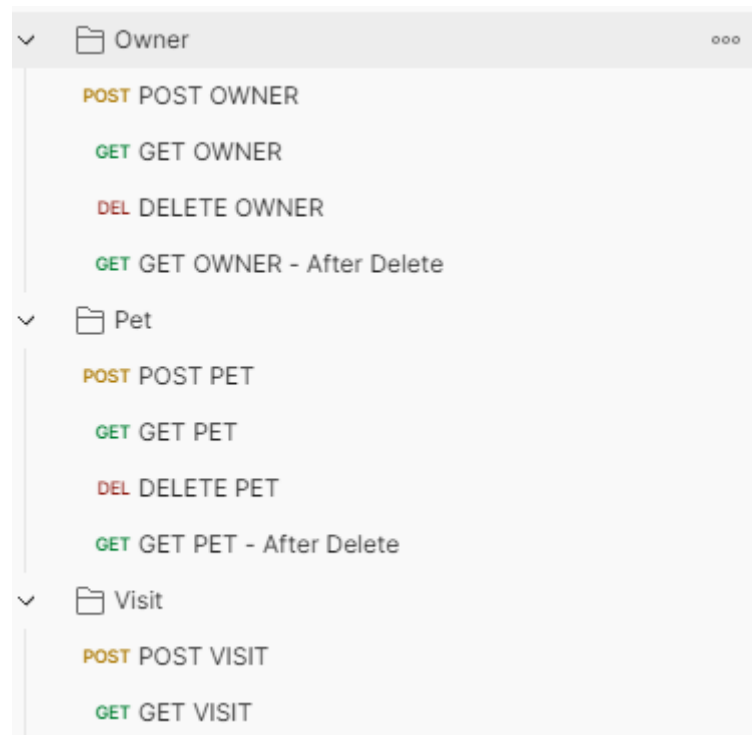 Owner
POST POST OWNER
GET GET OWNER
DEL DELETE OWNER
GET GET OWNER - After Delete
Pet
POST POST PET
GET GET PET
DEL DELETE PET
GET GET PET - After Delete
Visit
POST POST VISIT
GET GET VISIT